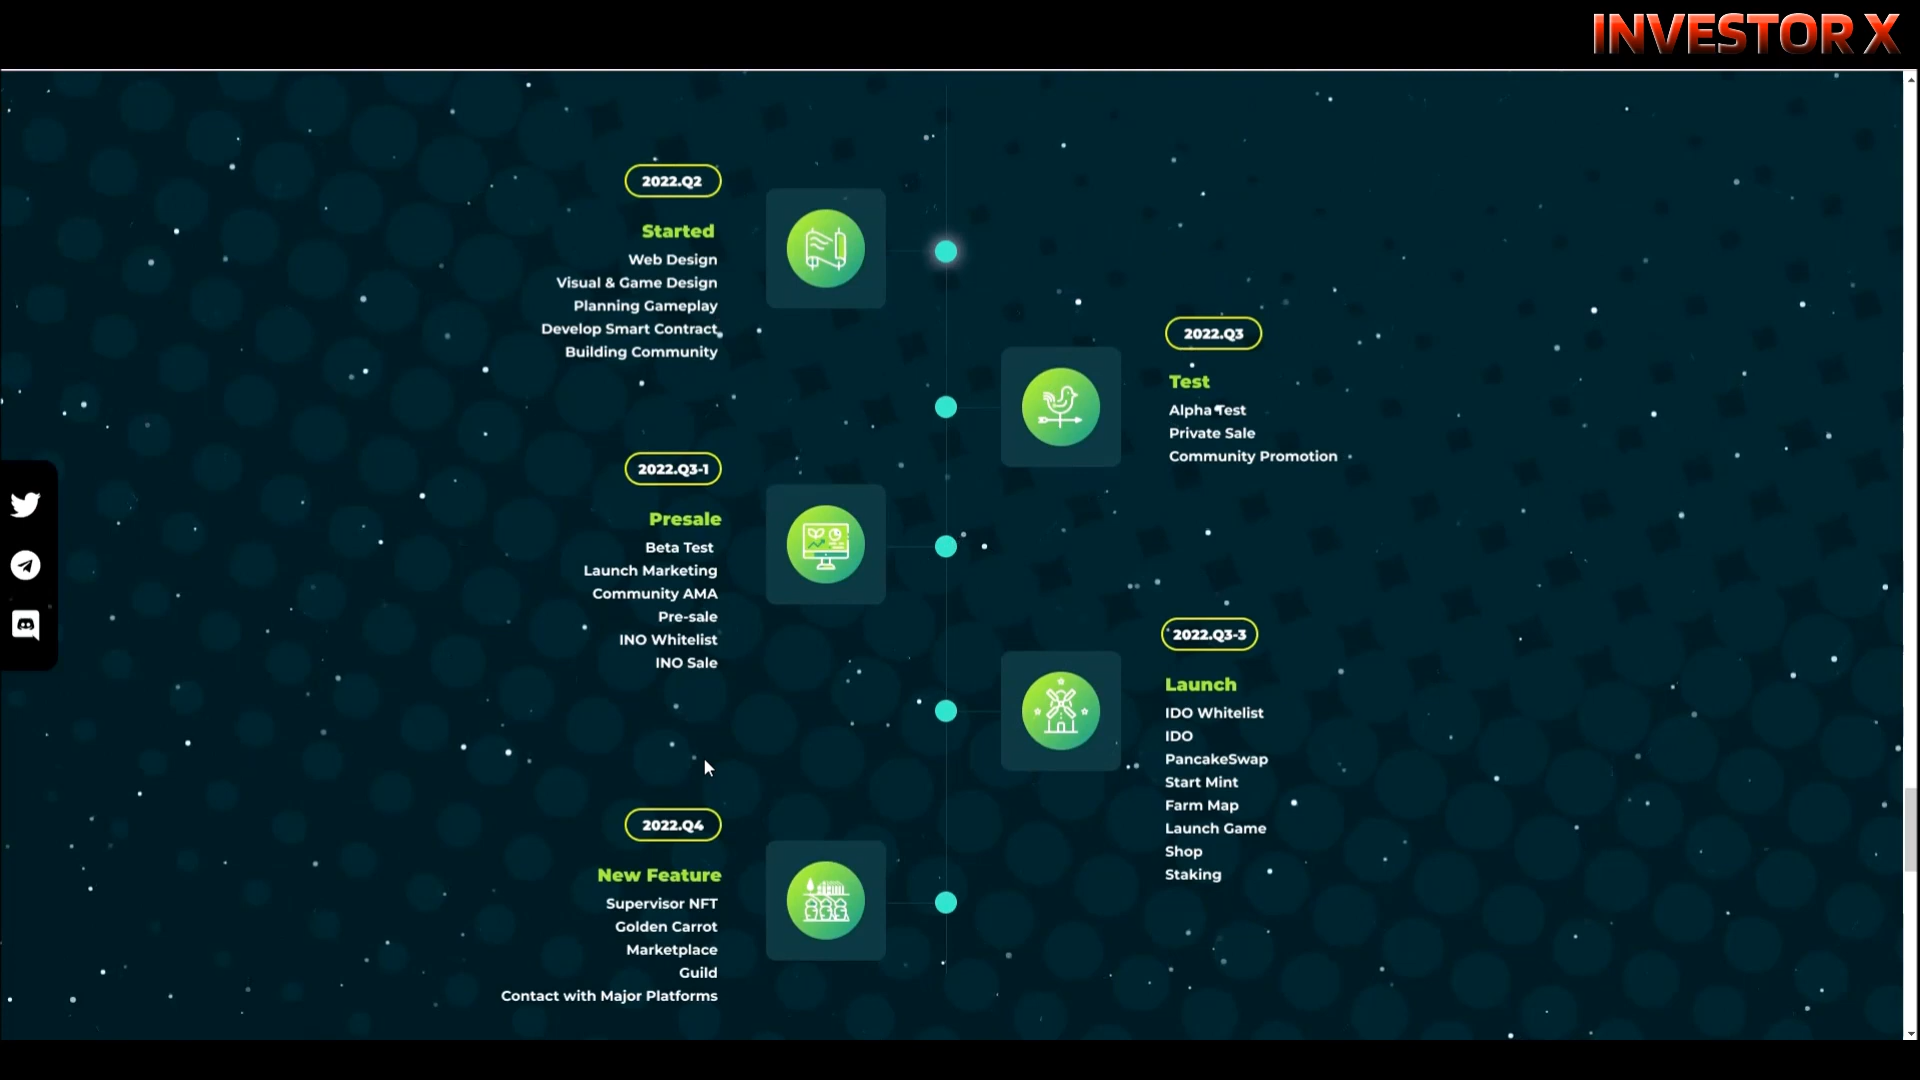 INVESTOR X
2022.Q2
Started
Web Design
Visual & Game Design
Planning Gameplay
Develop Smart Contract
Building Community
2022.Q3
Test
Alpha Test
Private Sale
Community Promotion
2022.Q3-1
Presale
Beta Test
Launch Marketing
Community AMA
Pre-sale
INO Whitelist
INO Sale
2022.Q3-3
Launch
IDO Whitelist
IDO
PancakeSwap
Start Mint
Farm Map
Launch Game
Shop
Staking
2022.Q4
New Feature
Supervisor NFT
Golden Carrot
Marketplace
Guild
Contact with Major Platforms